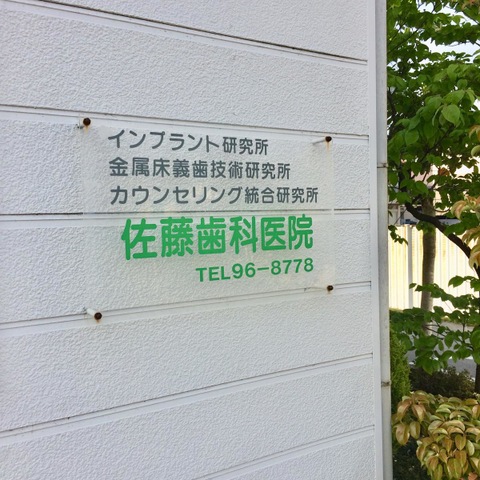 インプラント研究所
金属床義歯技術研究所
カウンセリング統合研究所
佐藤歯科医院
TEL96-8778